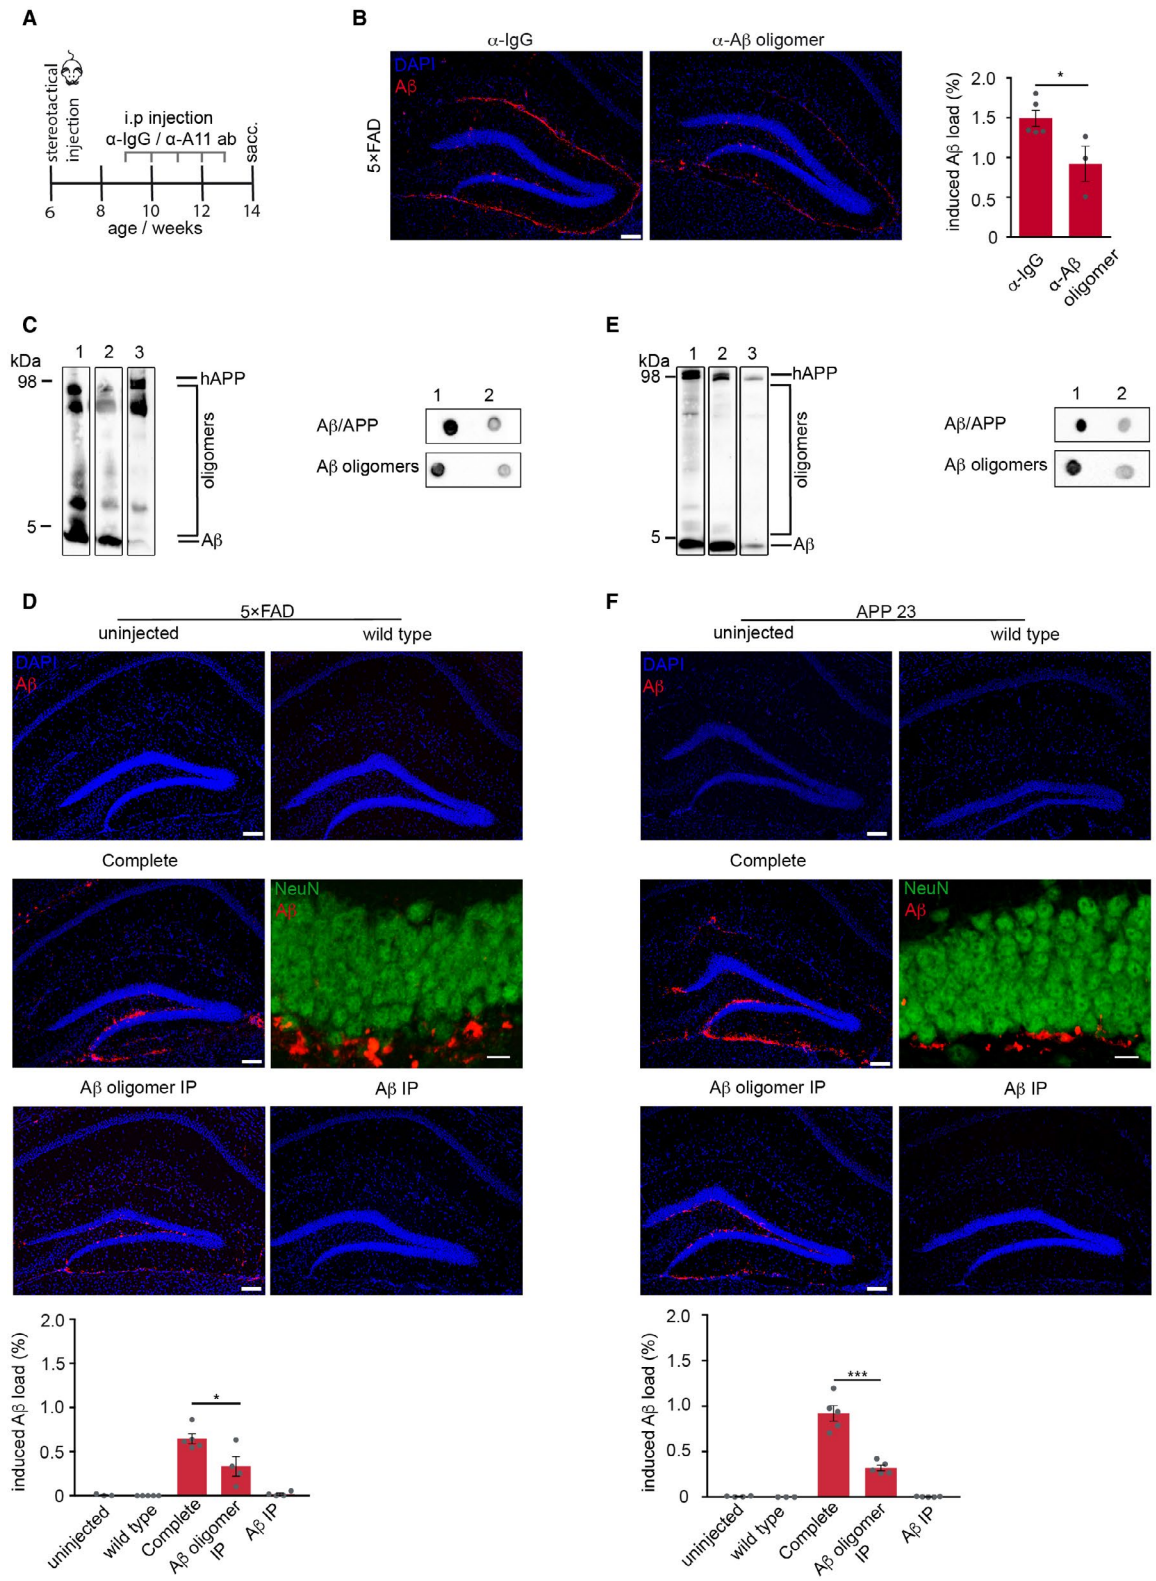 A
stereotactical
injection
i.p injection
α-IgG / α-A11 ab
sacc.
6 8 10 12 14
age / weeks
B
α-IgG α-Aβ oligomer
DAPI
Aβ
5×FAD
induced Aβ load (%)
2.0
1.5
1.0
0.5
0
*
α-IgG
α-Aβ
oligomer
C
kDa
1 2 3
98
5
hAPP
oligomers
Aβ
1 2
Aβ/APP
Aβ oligomers
E
kDa
1 2 3
98
5
hAPP
oligomers
Aβ
1 2
Aβ/APP
Aβ oligomers
D
5×FAD
uninjected wild type
DAPI
Aβ
Complete
NeuN
Aβ
Aβ oligomer IP Aβ IP
induced Aβ load (%)
2.0
1.5
1.0
0.5
0
*
uninjected
wild type
Complete
Aβ oligomer
IP
Aβ IP
F
APP 23
uninjected wild type
DAPI
Aβ
Complete
NeuN
Aβ
Aβ oligomer IP Aβ IP
induced Aβ load (%)
2.0
1.5
1.0
0.5
0
***
uninjected
wild type
Complete
Aβ oligomer
IP
Aβ IP